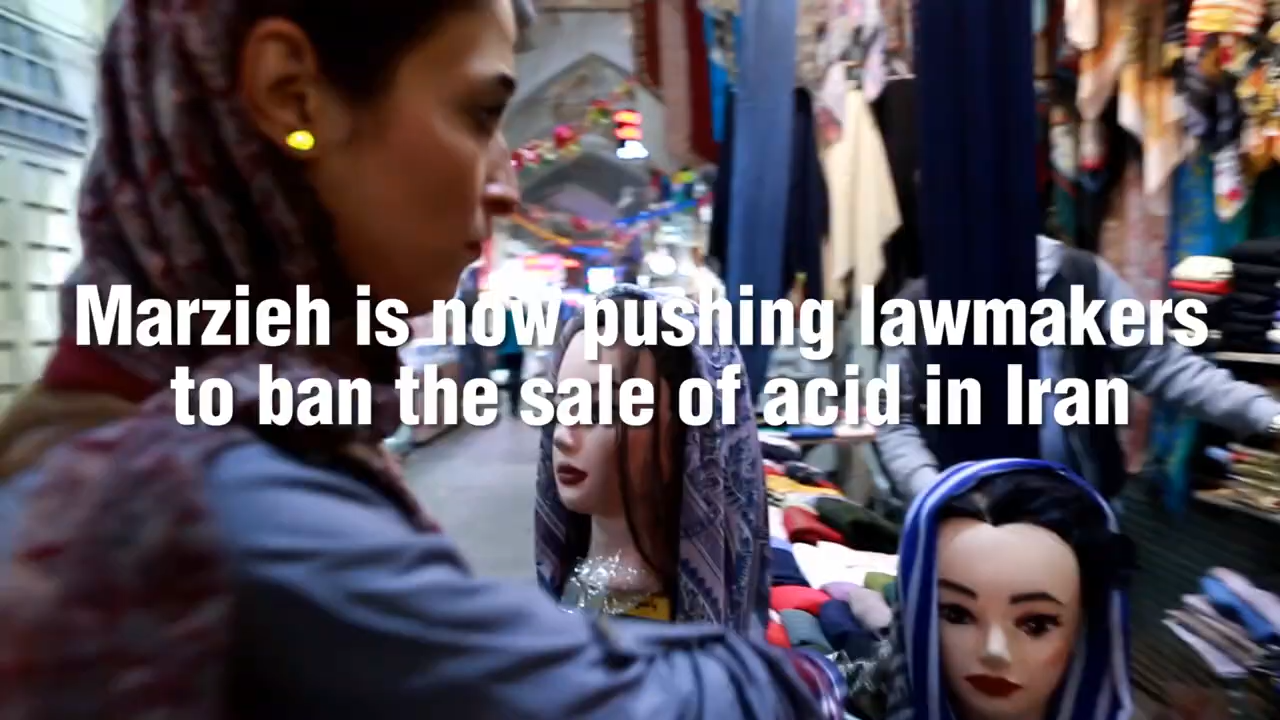 Marzieh is now pushing lawmakers
to ban the sale of acid in Iran